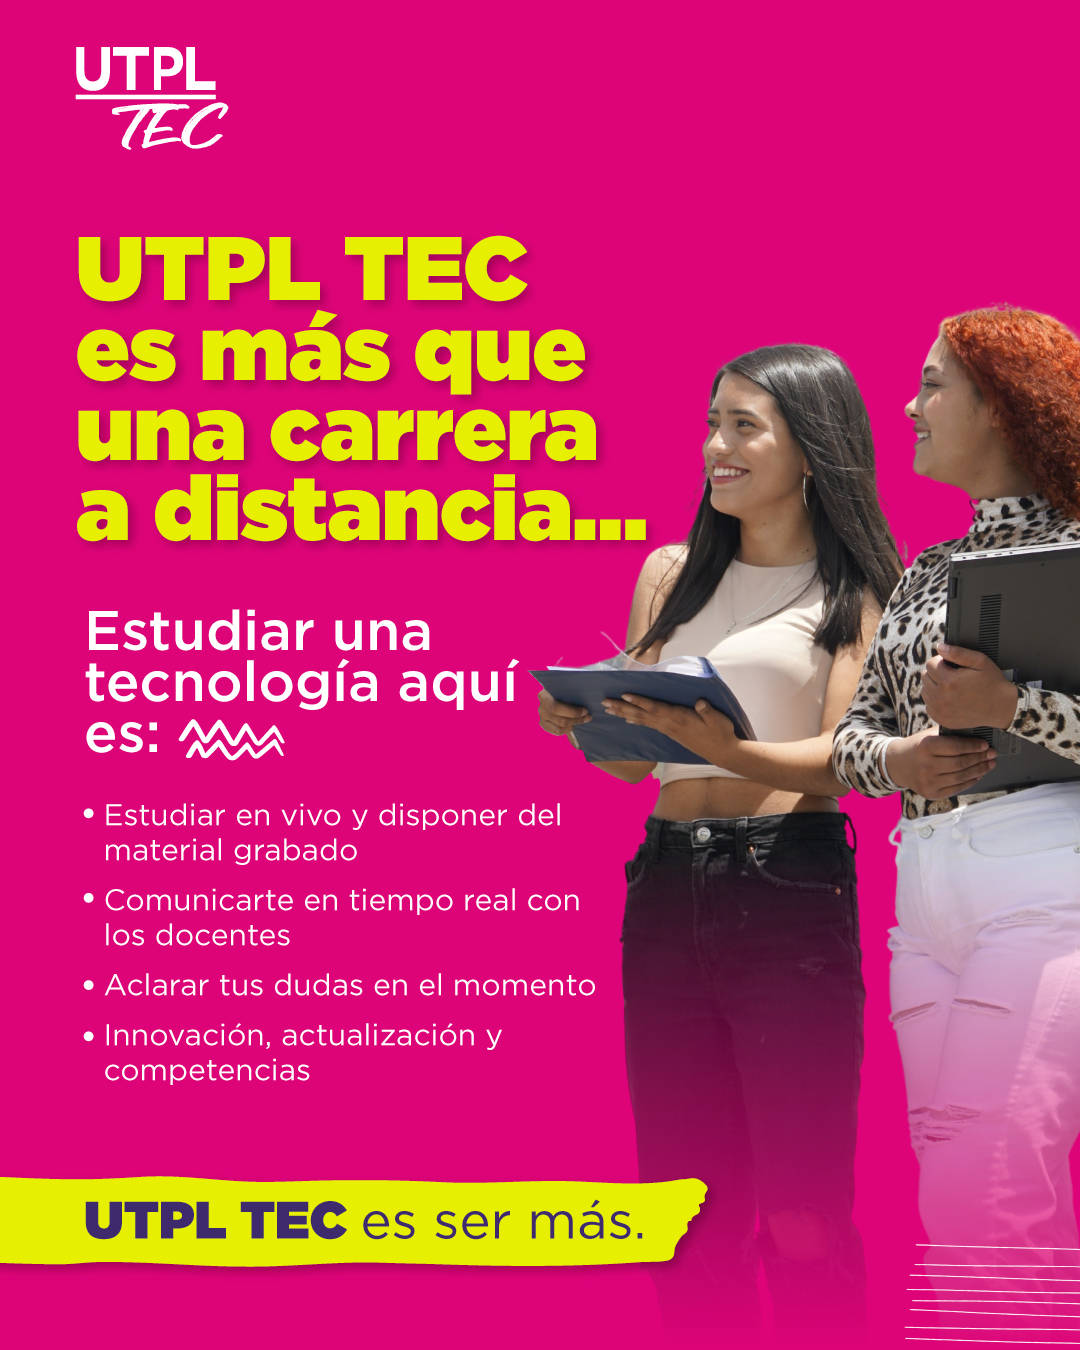 UTPL
TEC
UTPL TEC
es más que
una carrera
a distancia...
Estudiar una
tecnología aquí
es:
• Estudiar en vivo y disponer del
material grabado
• Comunicarte en tiempo real con
los docentes
• Aclarar tus dudas en el momento
• Innovación, actualización y
competencias
UTPL TEC es ser más.